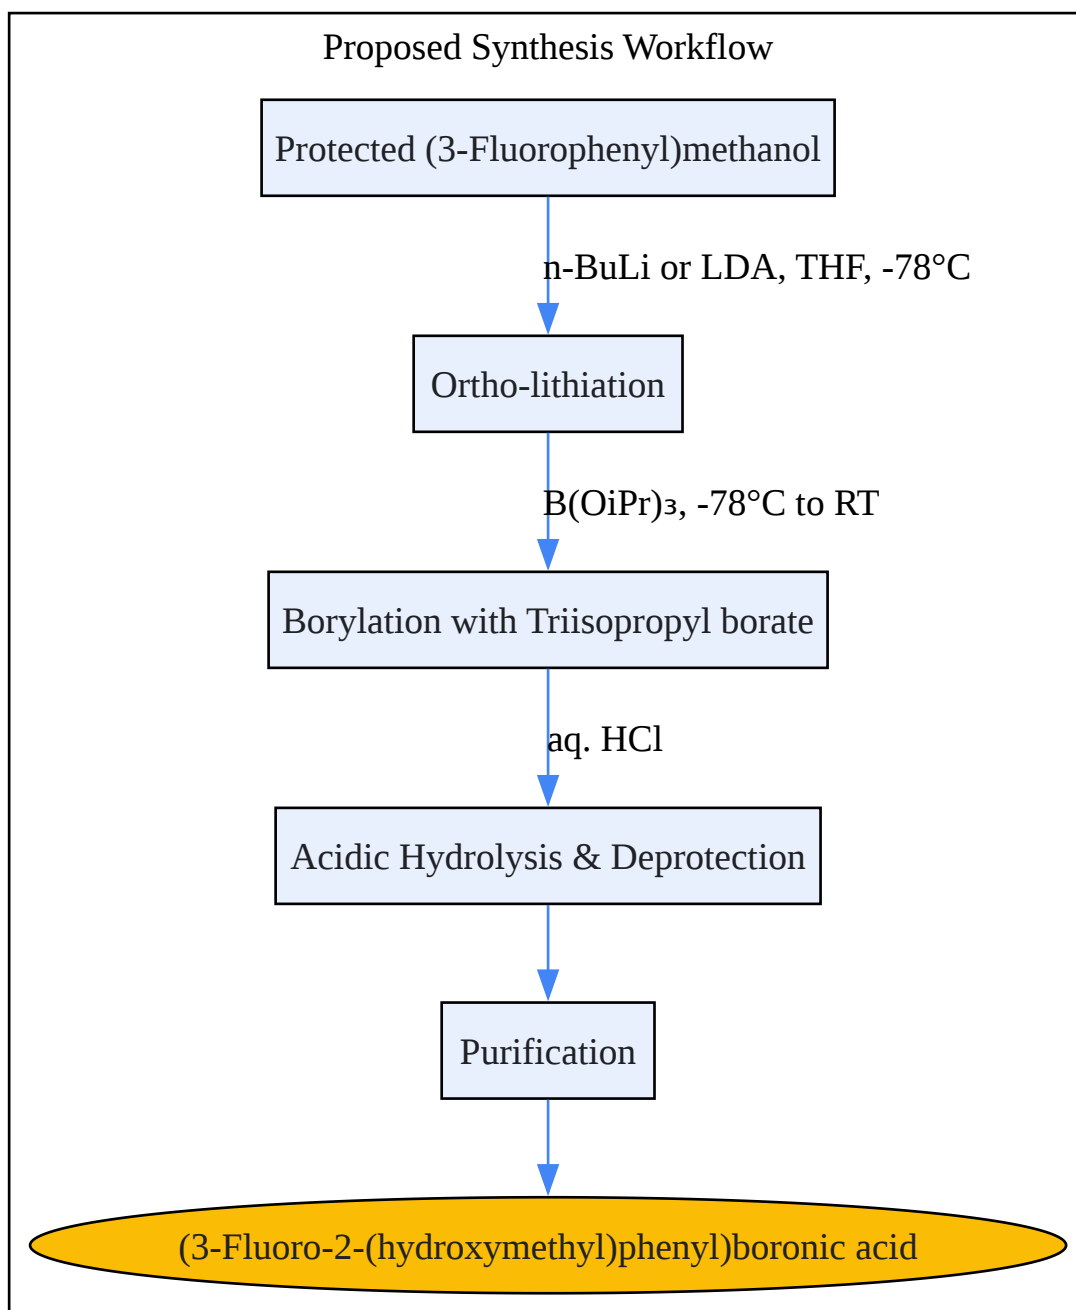 Proposed Synthesis Workflow
Protected (3-Fluorophenyl)methanol
n-BuLi or LDA, THF, -78°C
Ortho-lithiation
B(OiPr)₃, -78°C to RT
Borylation with Triisopropyl borate
aq. HCl
Acidic Hydrolysis & Deprotection
Purification
(3-Fluoro-2-(hydroxymethyl)phenyl)boronic acid